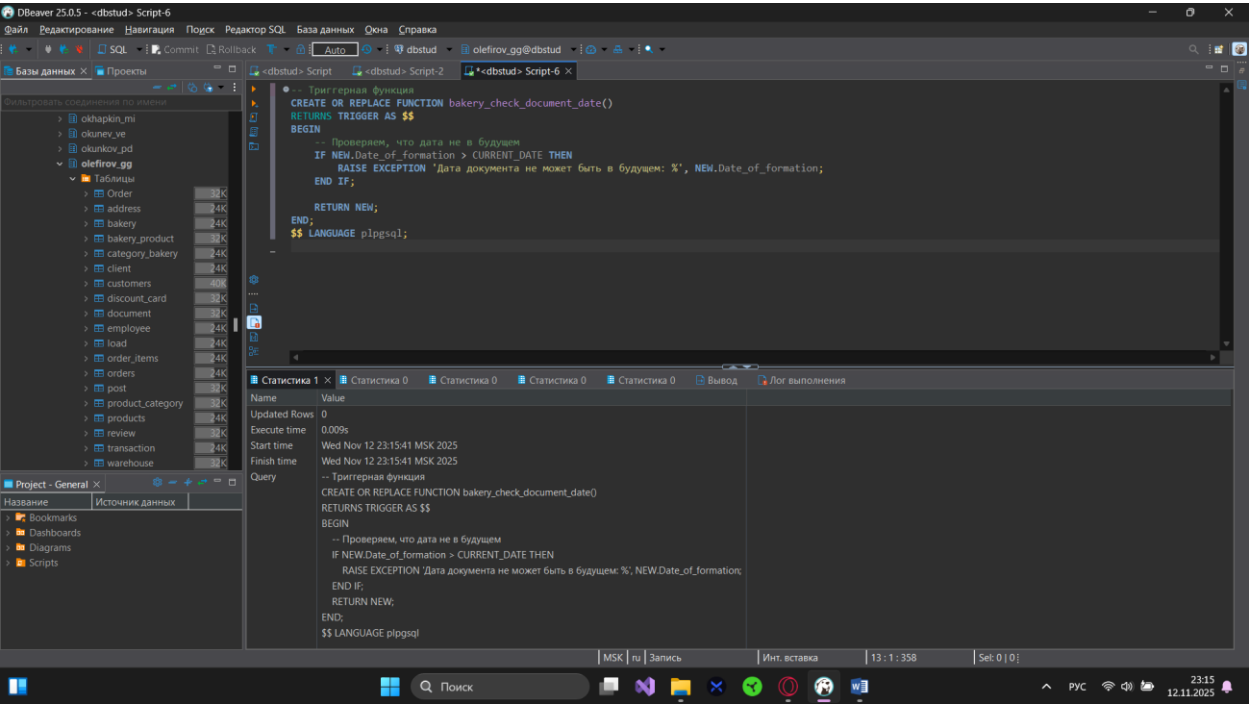 DBeaver 25.0.5 - <dbstud> Script-6
Файл Редактирование Навигация Поиск Редактор SQL База данных Окна Справка
SQL Commit Rollback Auto dbstud olefirov_gg@dbstud
Базы данных Проекты
<dbstud> Script <dbstud> Script-2 *<dbstud> Script-6
Фильтровать соединения по имени
okhapkin_mi
okunev_ve
okunkov_pd
olefirov_gg
Таблицы
Order 32K
address 24K
bakery 24K
bakery_product 32K
category_bakery 24K
client 24K
customers 40K
discount_card 32K
document 32K
employee 24K
load 24K
order_items 24K
orders 24K
post 24K
product_category 32K
products 24K
review 32K
transaction 24K
warehouse 32K
-- Триггерная функция
CREATE OR REPLACE FUNCTION bakery_check_document_date()
RETURNS TRIGGER AS $$
BEGIN
-- Проверяем, что дата не в будущем
IF NEW.Date_of_formation > CURRENT_DATE THEN
RAISE EXCEPTION 'Дата документа не может быть в будущем: %', NEW.Date_of_formation;
END IF;
RETURN NEW;
END;
$$ LANGUAGE plpgsql;
Project - General
Название Источник данных
Bookmarks
Dashboards
Diagrams
Scripts
Статистика 1 Статистика 0 Статистика 0 Статистика 0 Статистика 0 Вывод Лог выполнения
Name Value
Updated Rows 0
Execute time 0.009s
Start time Wed Nov 12 23:15:41 MSK 2025
Finish time Wed Nov 12 23:15:41 MSK 2025
Query -- Триггерная функция
CREATE OR REPLACE FUNCTION bakery_check_document_date()
RETURNS TRIGGER AS $$
BEGIN
-- Проверяем, что дата не в будущем
IF NEW.Date_of_formation > CURRENT_DATE THEN
RAISE EXCEPTION 'Дата документа не может быть в будущем: %', NEW.Date_of_formation;
END IF;
RETURN NEW;
END;
$$ LANGUAGE plpgsql
MSK ru Запись Инт. вставка 13 : 1 : 358 Sel: 0 | 0
Поиск
РУС 23:15
12.11.2025